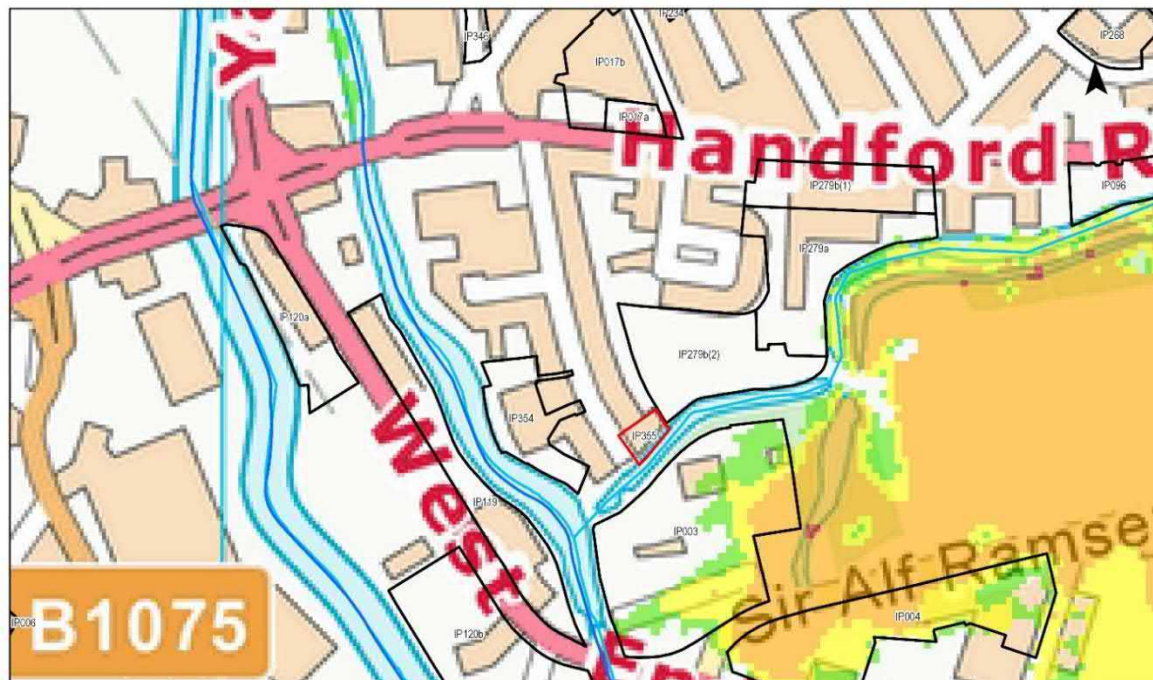 IP346
IP234
IP268
IP017b
IP017a
Handford R
IP279b(1)
IP096
IP279a
IP120a
IP279b(2)
IP354
IP355
West
IP119
IP003
Sir Alf Ramse
IP004
IP006
B1075
IP120b